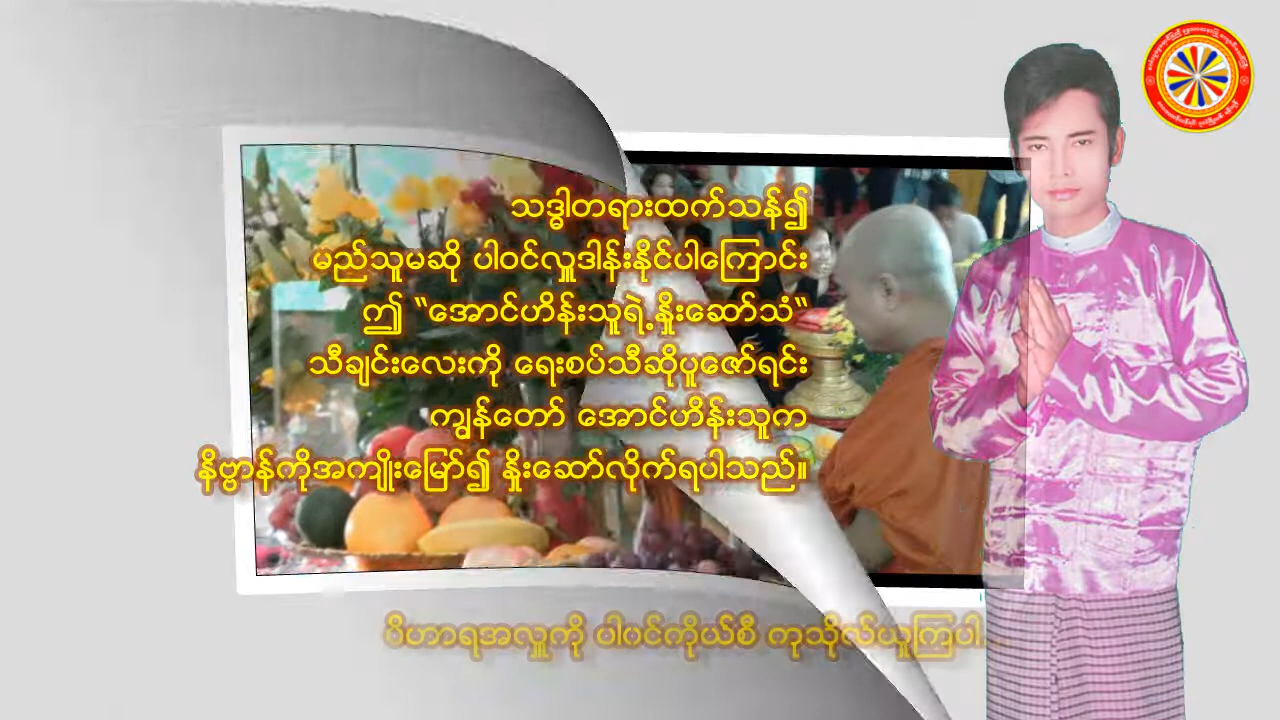 သဒ္ဓါတရားထက်သန်၍
မည်သူမဆို ပါဝင်လှူဒါန်းနိုင်ပါကြောင်း
ဤ “အောင်ဟိန်းသူရဲ့နှိုးဆော်သံ“
သီချင်းလေးကို ရေးစပ်သီဆိုပူဇော်ရင်း
ကျွန်တော် အောင်ဟိန်းသူက
နိဗ္ဗာန်ကိုအကျိုးမြှော်၍ နှိုးဆော်လိုက်ရပါသည်။
ဝိဟာရအလှူကို ပါဝင်ကိုယ်စီ ကုသိုလ်ယူကြပါ...